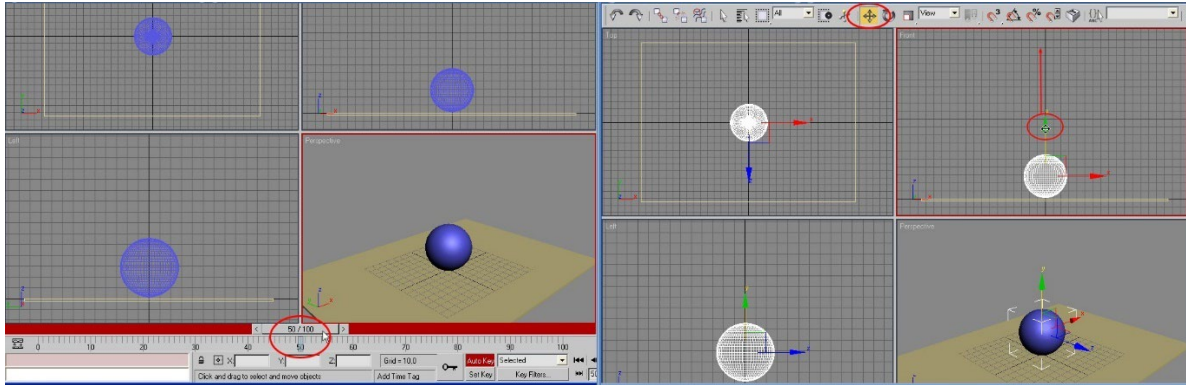 Left
Perspective
< 50 / 100 >
0 10 20 30 40 50 60 70 80 90 100
X: Y: Z: Grid = 10,0 Auto Key Selected
Click and drag to select and move objects Add Time Tag Set Key Key Filters...
All View
Top
Front
Left
Perspective